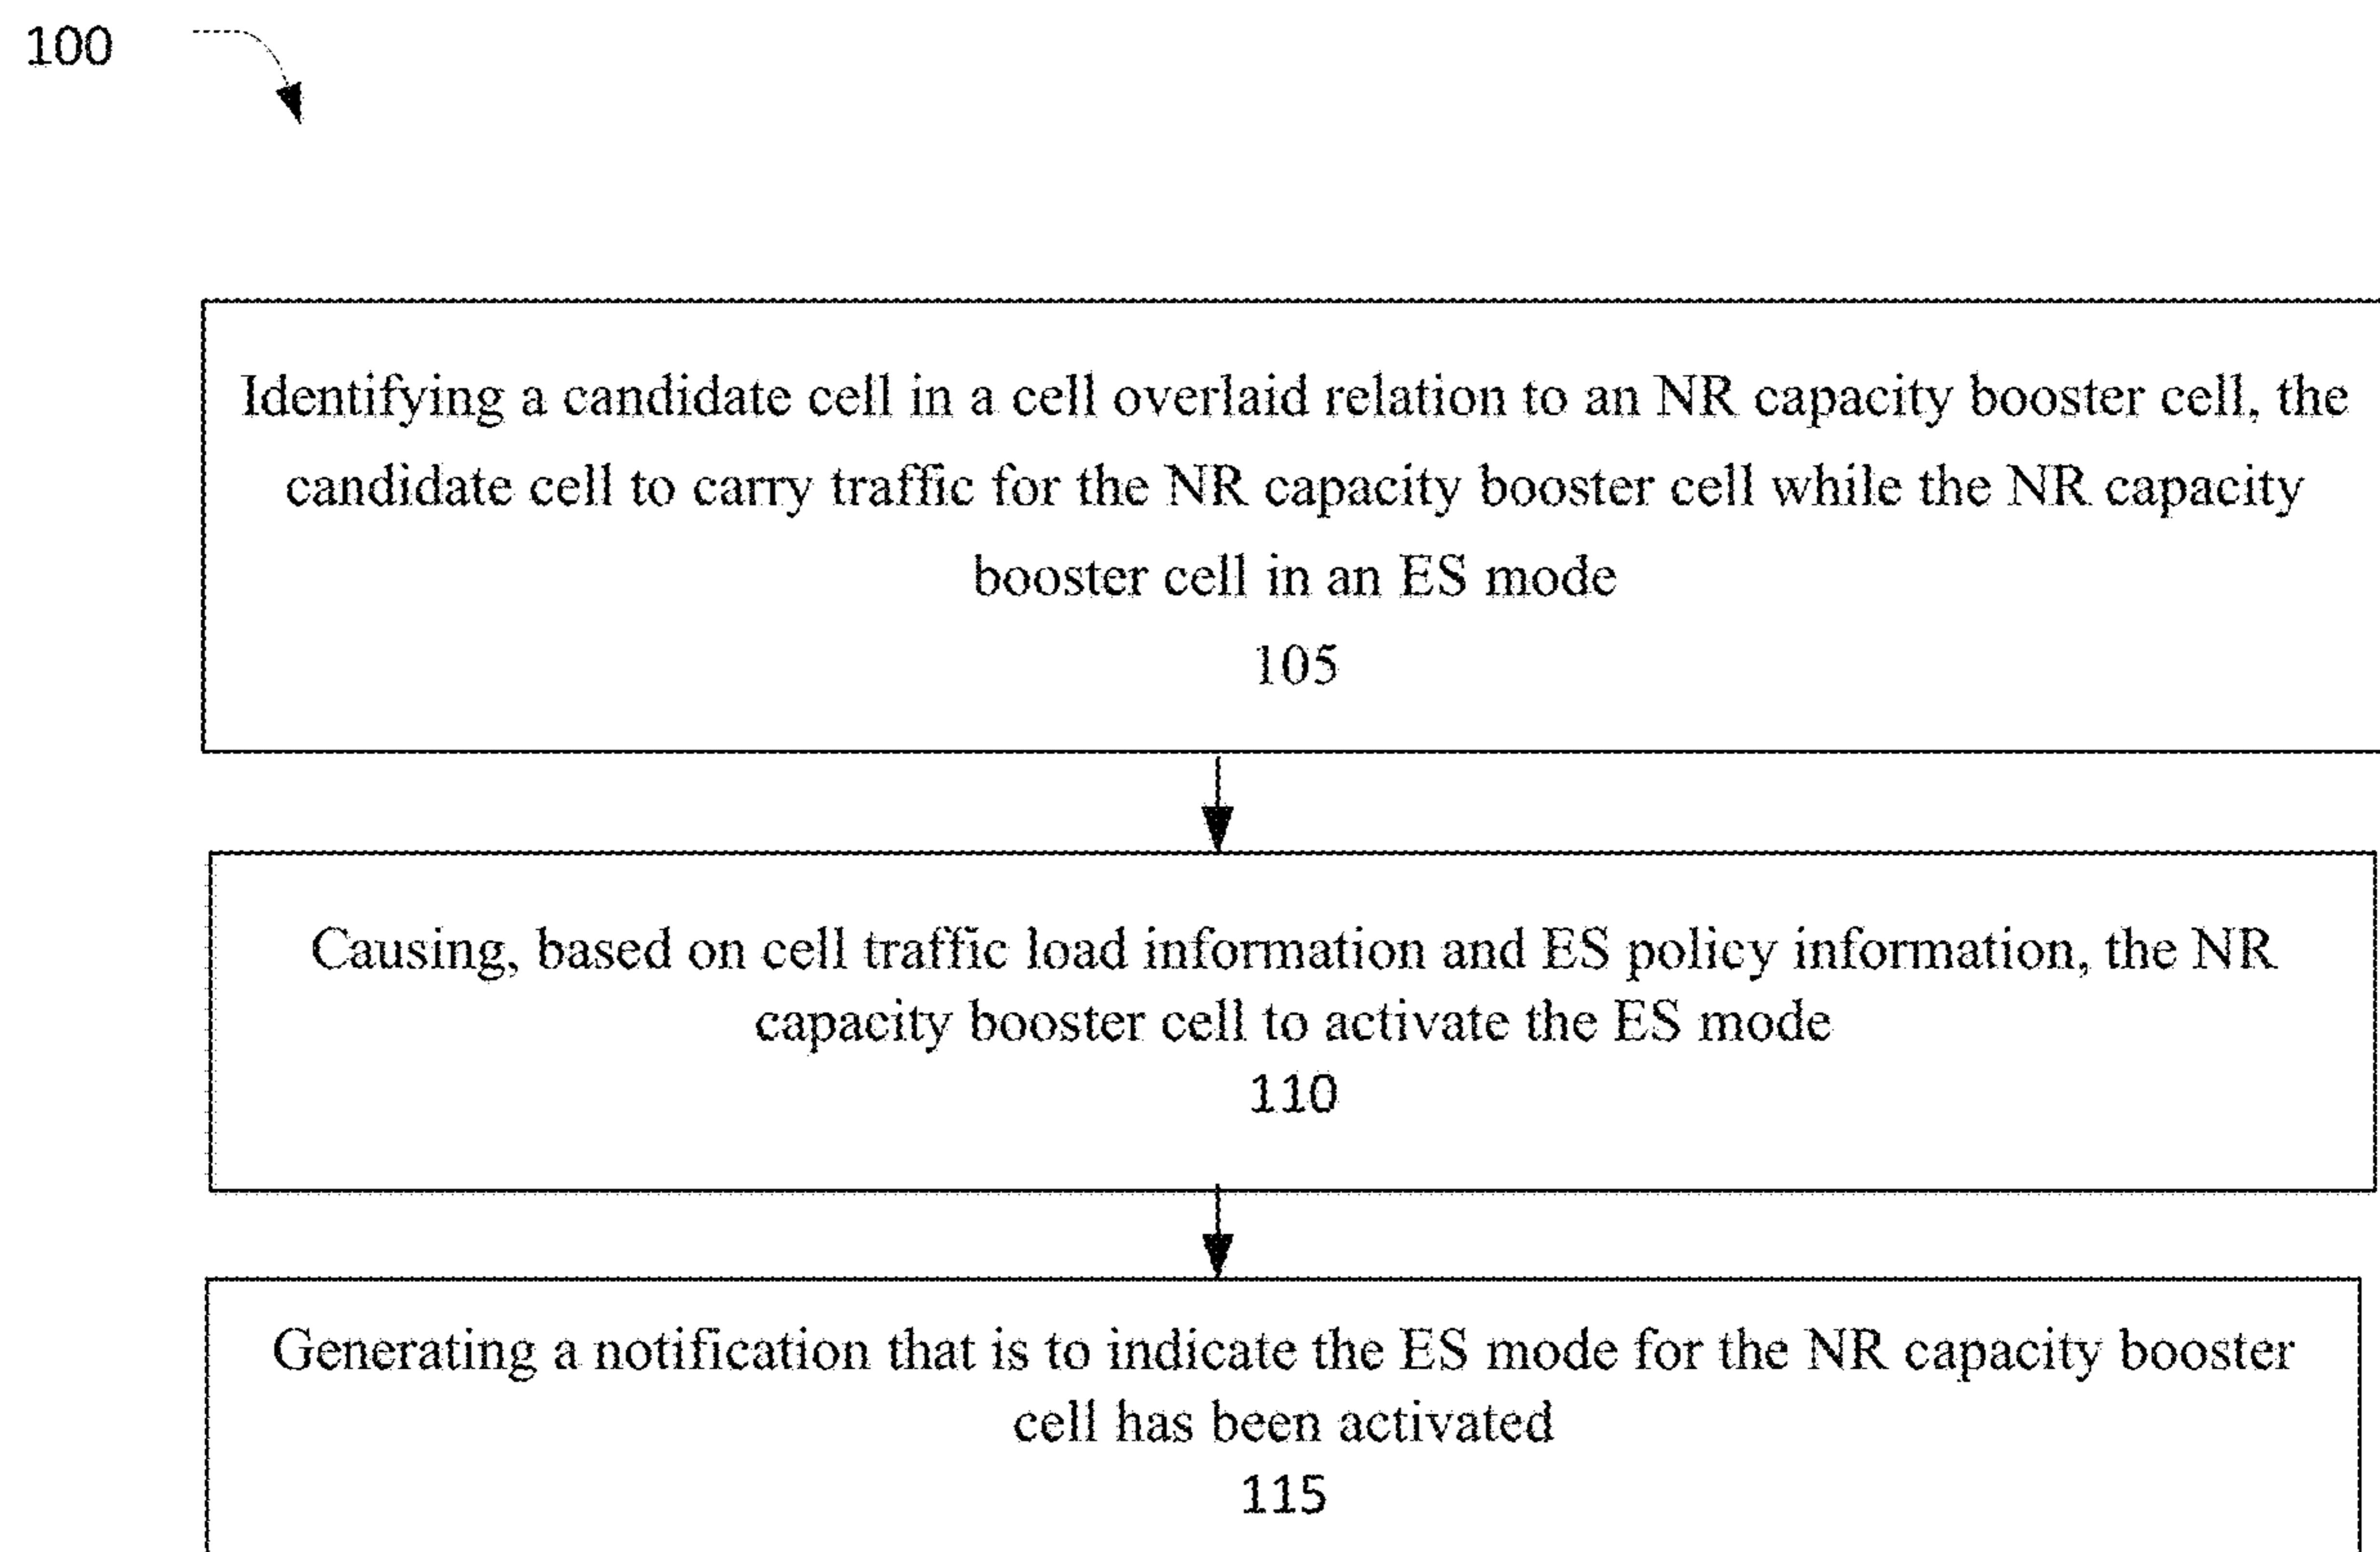 100
Identifying a candidate cell in a cell overlaid relation to an NR capacity booster cell, the
candidate cell to carry traffic for the NR capacity booster cell while the NR capacity
booster cell in an ES mode
105
Causing, based on cell traffic load information and ES policy information, the NR
capacity booster cell to activate the ES mode
110
Generating a notification that is to indicate the ES mode for the NR capacity booster
cell has been activated
115